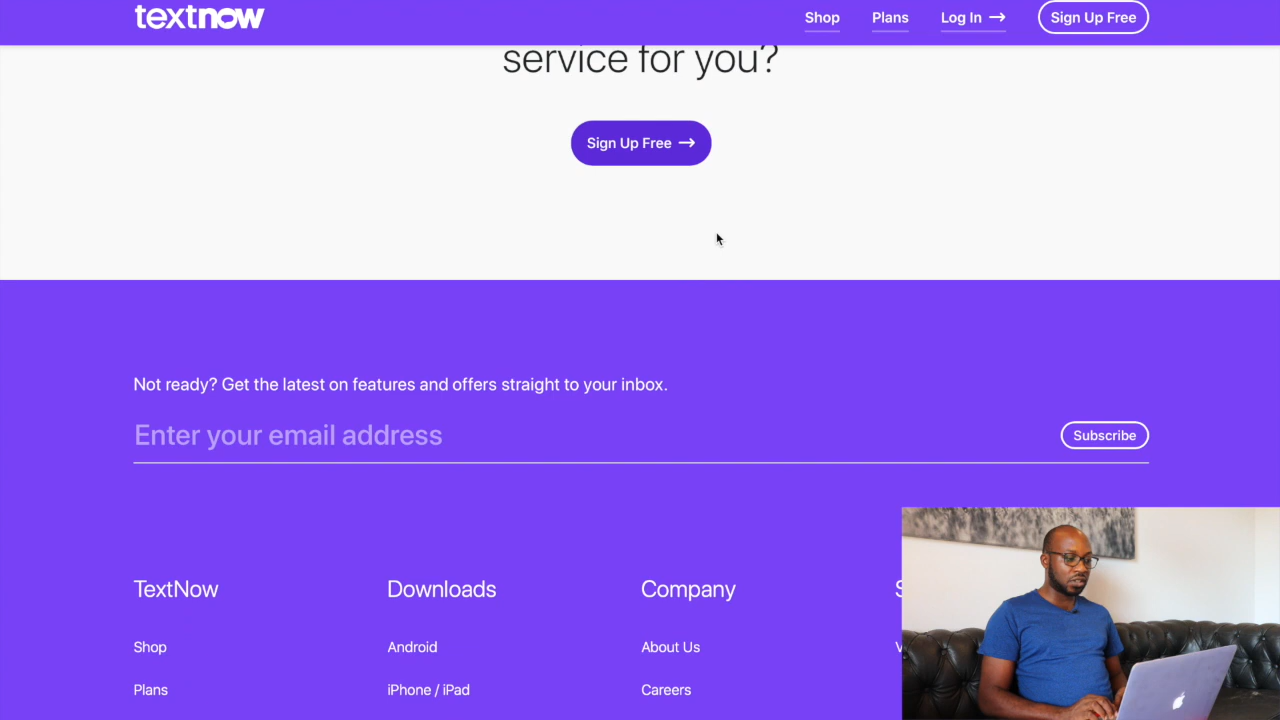 textnow
Shop
Plans
Log In →
Sign Up Free
service for you?
Sign Up Free →
Not ready? Get the latest on features and offers straight to your inbox.
Enter your email address
Subscribe
TextNow
Downloads
Company
Shop
Android
About Us
Plans
iPhone / iPad
Careers